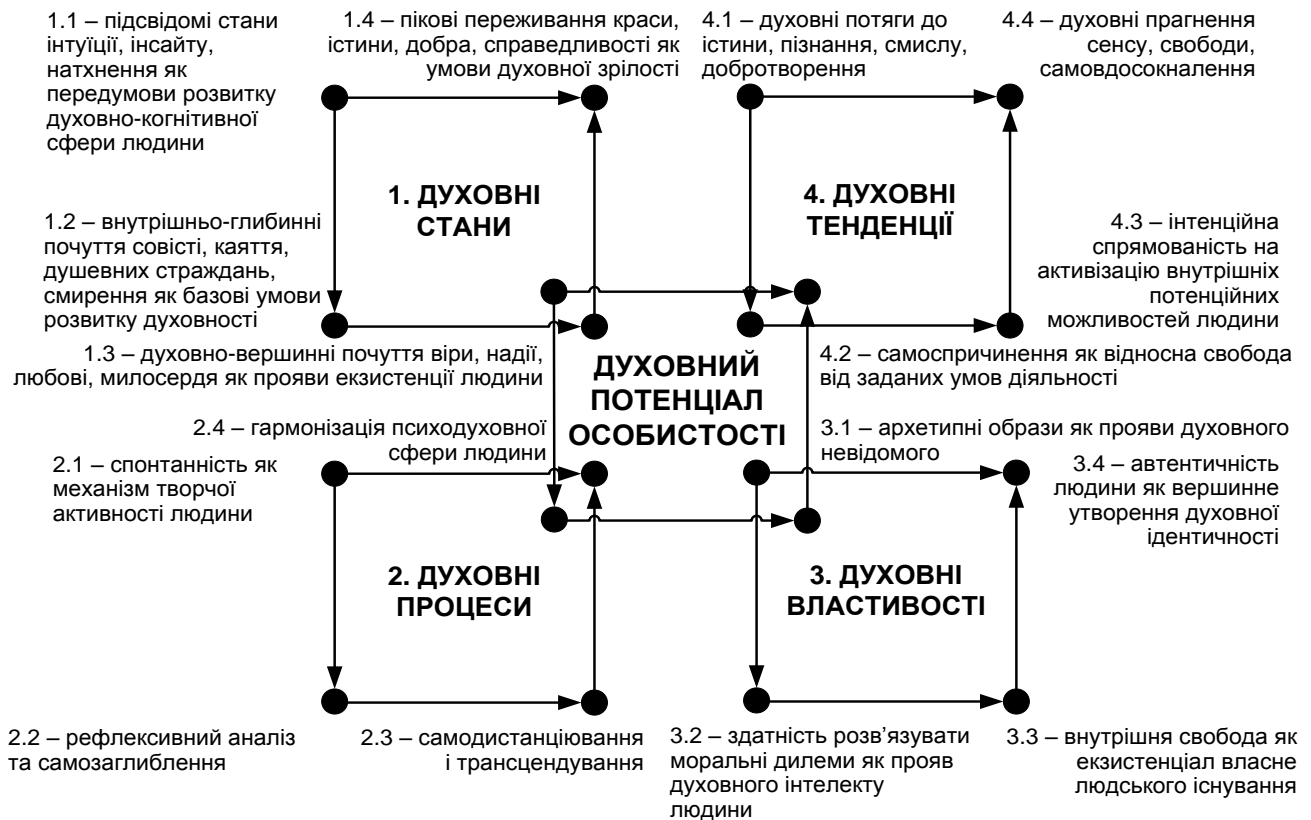 1.1 – підсвідомі стани
інтуїції, інсайту,
натхнення як
передумови розвитку
духовно-когнітивної
сфери людини
1.4 – пікові переживання краси,
істини, добра, справедливості як
умови духовної зрілості
4.1 – духовні потяги до
істини, пізнання, смислу,
добротворення
4.4 – духовні прагнення
сенсу, свободи,
самовдосокналення
1. ДУХОВНІ
СТАНИ
4. ДУХОВНІ
ТЕНДЕНЦІЇ
1.2 – внутрішньо-глибинні
почуття совісті, каяття,
душевних страждань,
смирення як базові умови
розвитку духовності
4.3 – інтенційна
спрямованість на
активізацію внутрішніх
потенційних
можливостей людини
1.3 – духовно-вершинні почуття віри, надії,
любові, милосердя як прояви екзистенції людини
ДУХОВНИЙ
ПОТЕНЦІАЛ
ОСОБИСТОСТІ
4.2 – самоспричинення як відносна свобода
від заданих умов діяльності
2.4 – гармонізація психодуховної
сфери людини
3.1 – архетипні образи як прояви духовного
невідомого
2.1 – спонтанність як
механізм творчої
активності людини
3.4 – автентичність
людини як вершинне
утворення духовної
ідентичності
2. ДУХОВНІ
ПРОЦЕСИ
3. ДУХОВНІ
ВЛАСТИВОСТІ
2.2 – рефлексивний аналіз
та самозаглиблення
2.3 – самодистанціювання
і трансцендування
3.2 – здатність розв'язувати
моральні дилеми як прояв
духовного інтелекту
людини
3.3 – внутрішня свобода як
екзистенціал власне
людського існування